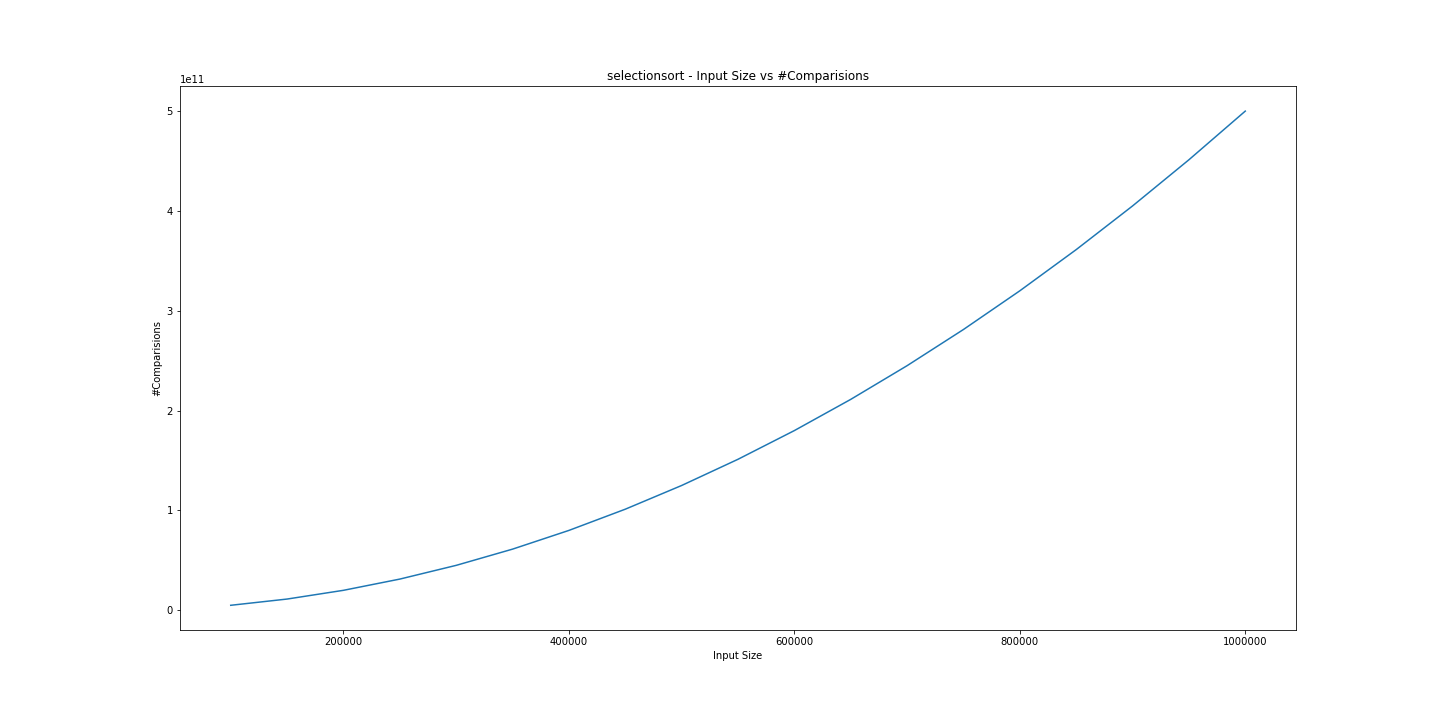 selectionsort - Input Size vs #Comparisions
1e11
5
4
3
2
1
0
#Comparisions
200000
400000
600000
800000
1000000
Input Size